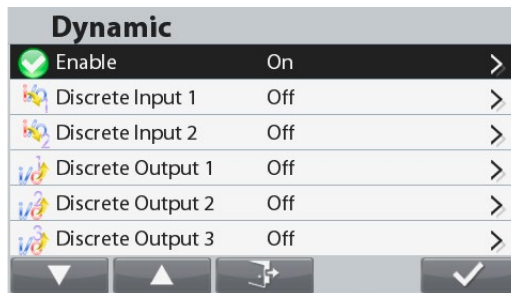 Dynamic
Enable On
Discrete Input 1 Off
Discrete Input 2 Off
Discrete Output 1 Off
Discrete Output 2 Off
Discrete Output 3 Off